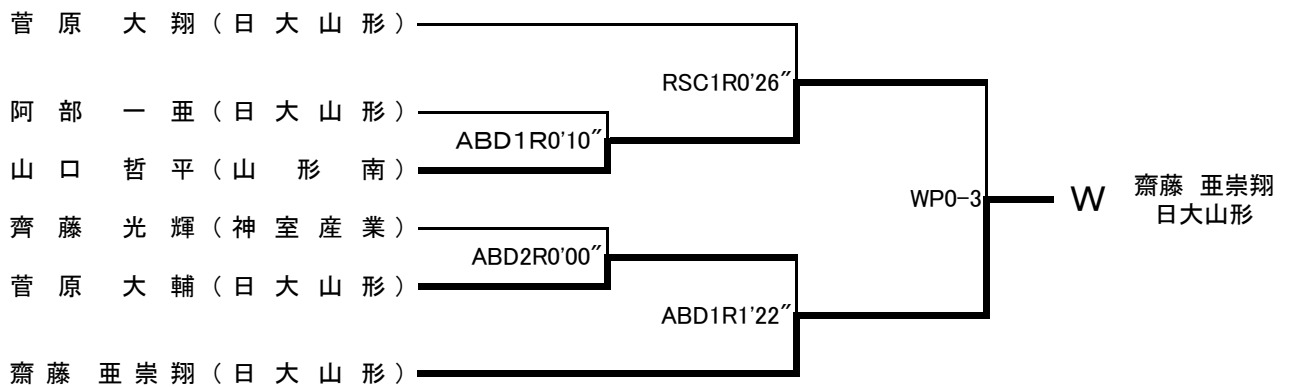 菅原 大翔（日大山形）
RSC1R0'26″
阿部 一亜（日大山形）
ABD1R0'10″
山口 哲平（山形南）
WP0-3
W
齋藤 亜崇翔
日大山形
齊藤 光輝（神室産業）
ABD2R0'00″
菅原 大輔（日大山形）
ABD1R1'22″
齋藤 亜崇翔（日大山形）